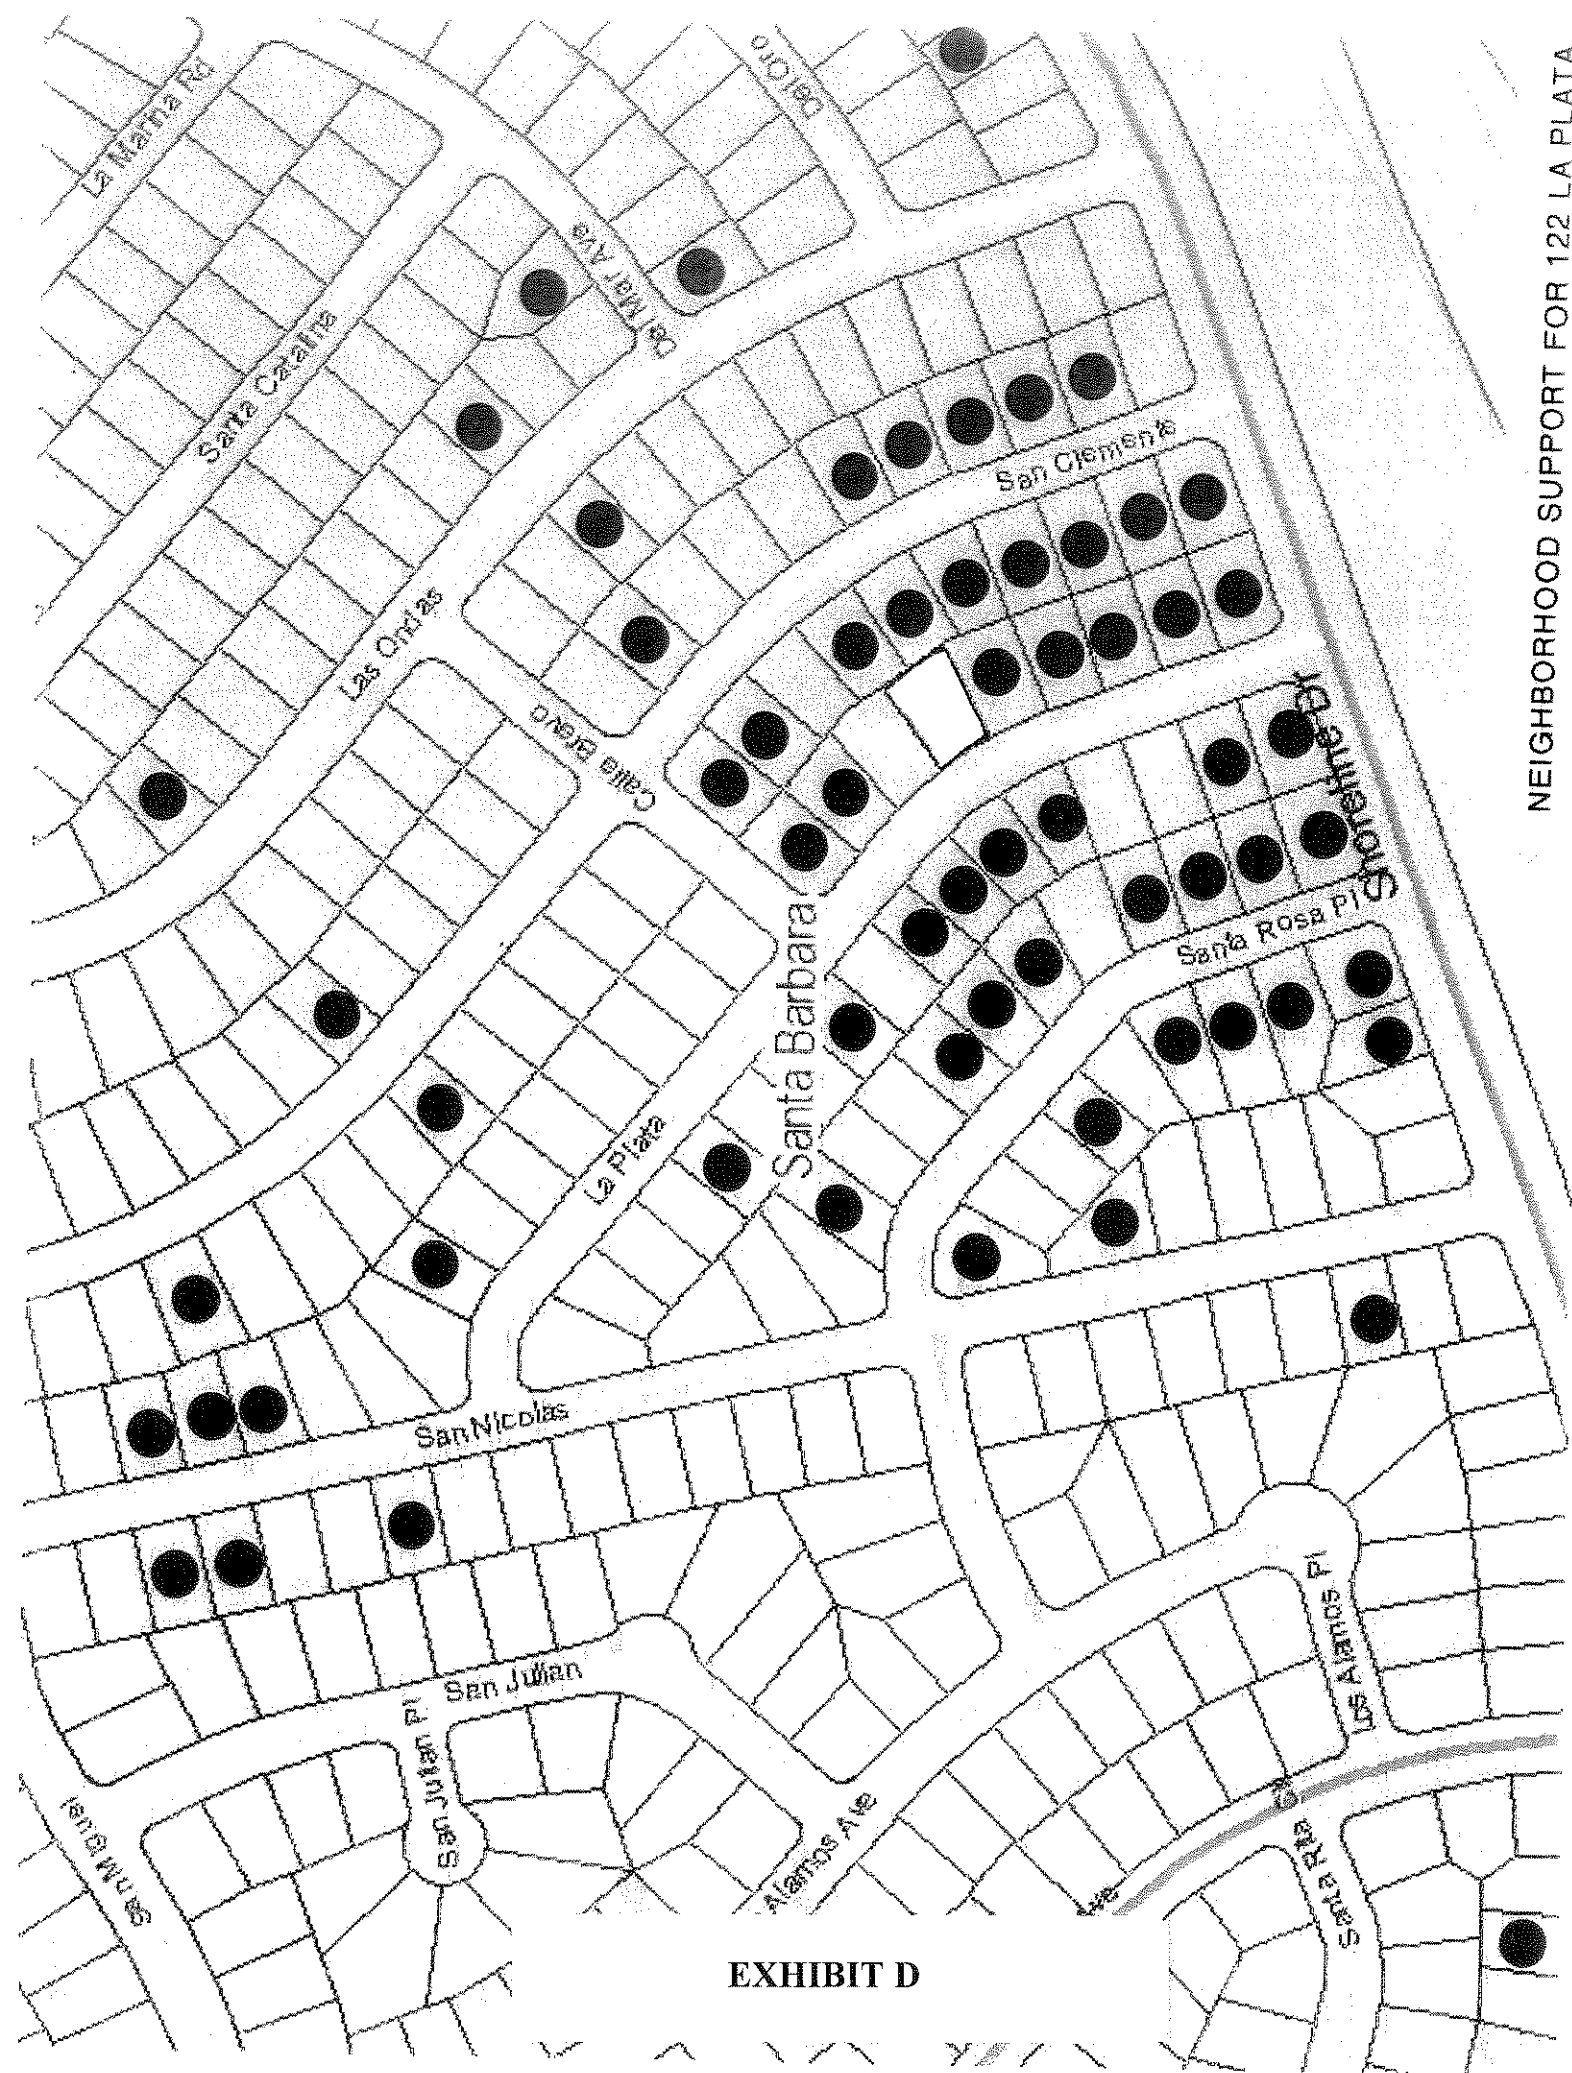 La Marina Rd
Del Oro
Del Mar Ave
Santa Catalina
San Clemente
Las Ondas
Calle Bravo
Shoreline Dr
Santa Barbara
Santa Rosa Pl
La Plata
San Nicolas
San Julian
San Julian Pl
Los Alamos Pl
San Miguel
Alamos Ave
Santa Rita
EXHIBIT D
NEIGHBORHOOD SUPPORT FOR 122 LA PLATA